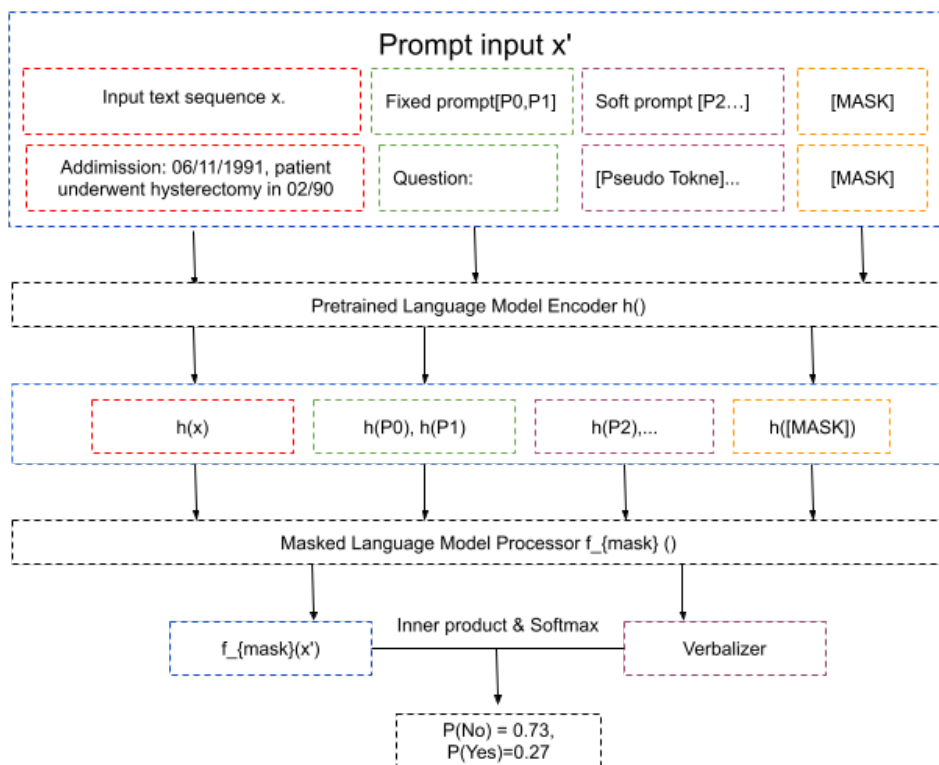 Prompt input x'
Input text sequence x.
Fixed prompt[P0,P1]
Soft prompt [P2...]
[MASK]
Addimission: 06/11/1991, patient
underwent hysterectomy in 02/90
Question:
[Pseudo Tokne]...
[MASK]
Pretrained Language Model Encoder h()
h(x)
h(P0), h(P1)
h(P2),...
h([MASK])
Masked Language Model Processor f_{mask} ()
Inner product & Softmax
f_{mask}(x')
Verbalizer
P(No) = 0.73,
P(Yes)=0.27